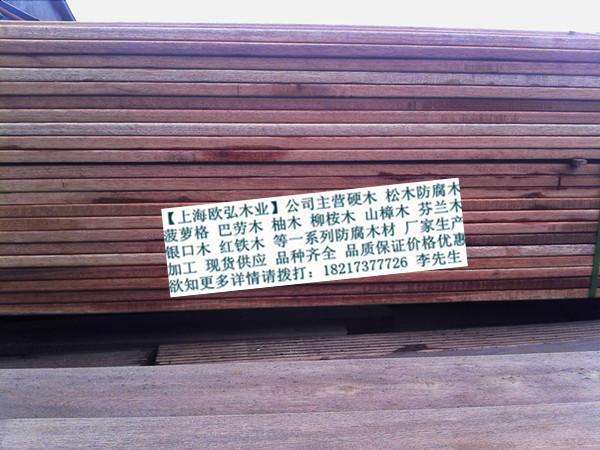 【上海欧弘木业】公司主营硬木 松木防腐木
菠萝格 巴劳木 柚木 柳桉木 山樟木 芬兰木
银口木 红铁木 等一系列防腐木材 厂家生产
加工 现货供应 品种齐全 品质保证价格优惠
欲知更多详情请拨打：18217377726 李先生